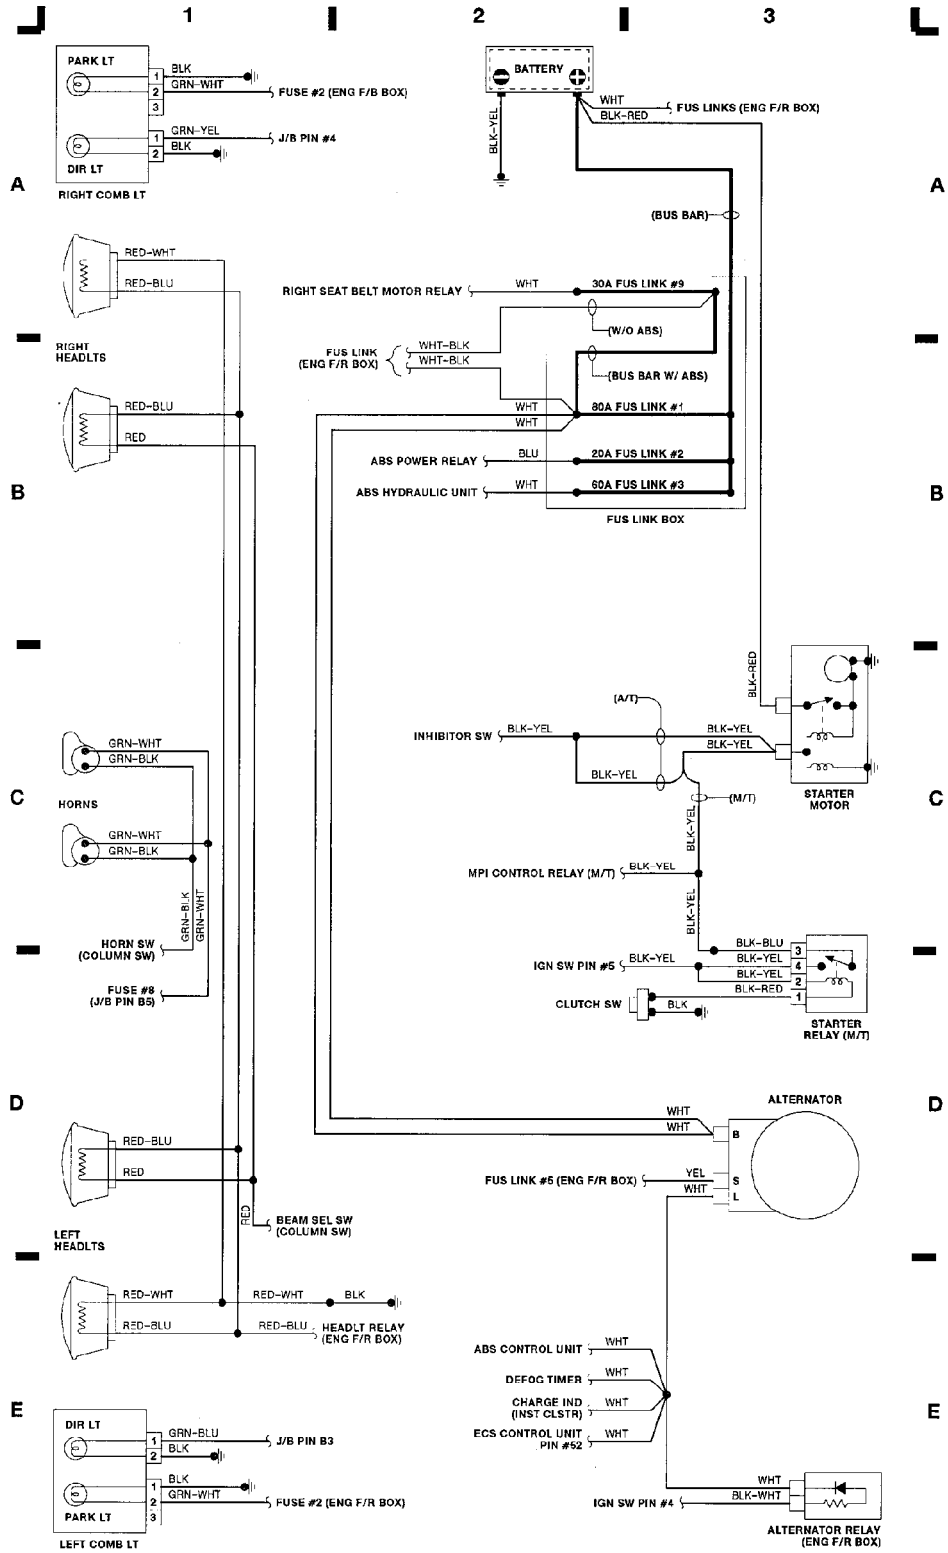 1 2 3
PARK LT
1 BLK
2 GRN-WHT FUSE #2 (ENG F/B BOX)
3
1 GRN-YEL J/B PIN #4
2 BLK
DIR LT
RIGHT COMB LT
BATTERY
BLK-YEL
WHT FUS LINKS (ENG F/R BOX)
BLK-RED
A A
(BUS BAR)
RED-WHT
RED-BLU
RIGHT SEAT BELT MOTOR RELAY WHT 30A FUS LINK #9
(W/O ABS)
RIGHT
HEADLTS
FUS LINK
(ENG F/R BOX)
WHT-BLK
WHT-BLK
(BUS BAR W/ ABS)
RED-BLU
RED
WHT 80A FUS LINK #1
WHT
ABS POWER RELAY BLU 20A FUS LINK #2
ABS HYDRAULIC UNIT WHT 60A FUS LINK #3
FUS LINK BOX
B B
BLK-RED
(A/T)
INHIBITOR SW BLK-YEL BLK-YEL
BLK-YEL
BLK-YEL
STARTER
MOTOR
(M/T)
BLK-YEL
GRN-WHT
GRN-BLK
HORNS
GRN-WHT
GRN-BLK
C C
MPI CONTROL RELAY (M/T) BLK-YEL
BLK-YEL
GRN-BLK
GRN-WHT
HORN SW
(COLUMN SW)
FUSE #8
(J/B PIN B5)
BLK-BLU 3
IGN SW PIN #5 BLK-YEL BLK-YEL 4
BLK-YEL 2
BLK-RED 1
CLUTCH SW BLK
STARTER
RELAY (M/T)
D D
ALTERNATOR
WHT
WHT B
FUS LINK #5 (ENG F/R BOX) YEL S
WHT L
RED-BLU
RED
RED
BEAM SEL SW
(COLUMN SW)
LEFT
HEADLTS
RED-WHT RED-WHT BLK
RED-BLU RED-BLU HEADLT RELAY
(ENG F/R BOX)
ABS CONTROL UNIT WHT
DEFOG TIMER WHT
CHARGE IND
(INST CLSTR)
WHT
ECS CONTROL UNIT
PIN #52
WHT
E E
DIR LT
1 GRN-BLU J/B PIN B3
2 BLK
1 BLK
2 GRN-WHT FUSE #2 (ENG F/R BOX)
3
PARK LT
LEFT COMB LT
WHT
IGN SW PIN #4 BLK-WHT
ALTERNATOR RELAY
(ENG F/R BOX)